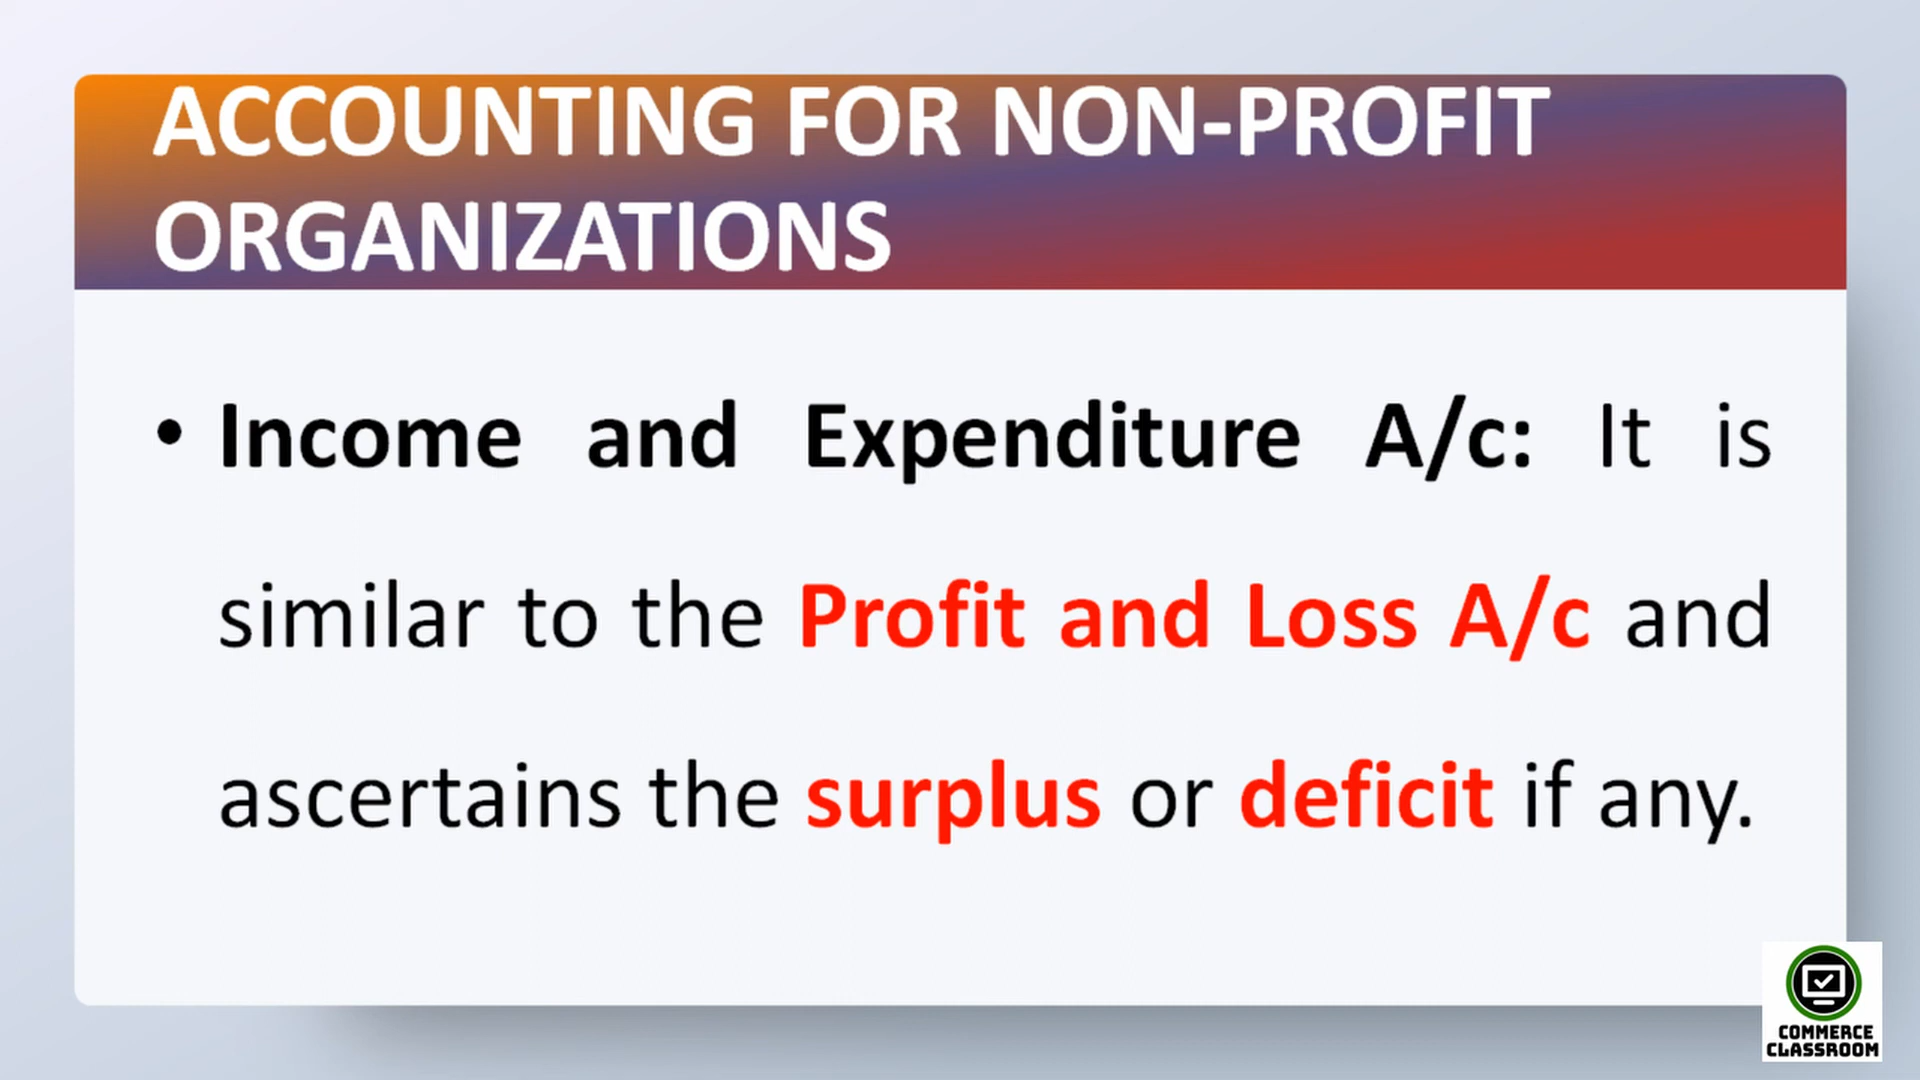 ACCOUNTING FOR NON-PROFIT
ORGANIZATIONS
• Income and Expenditure A/c: It is
similar to the Profit and Loss A/c and
ascertains the surplus or deficit if any.
COMMERCE
CLASSROOM